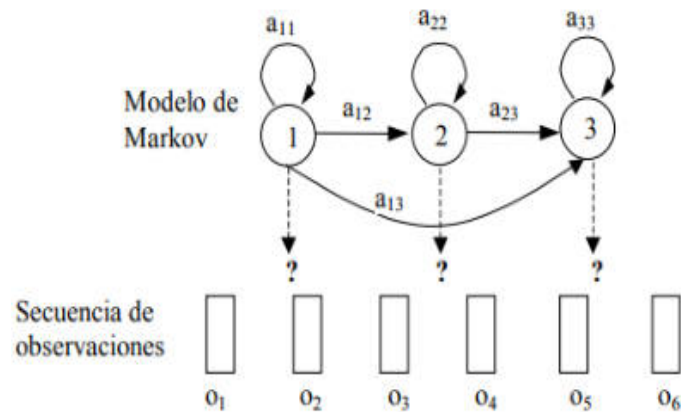 a11 a22 a33
Modelo de
Markov
a12 a23
1 2 3
a13
? ? ?
Secuencia de
observaciones
o1 o2 o3 o4 o5 o6